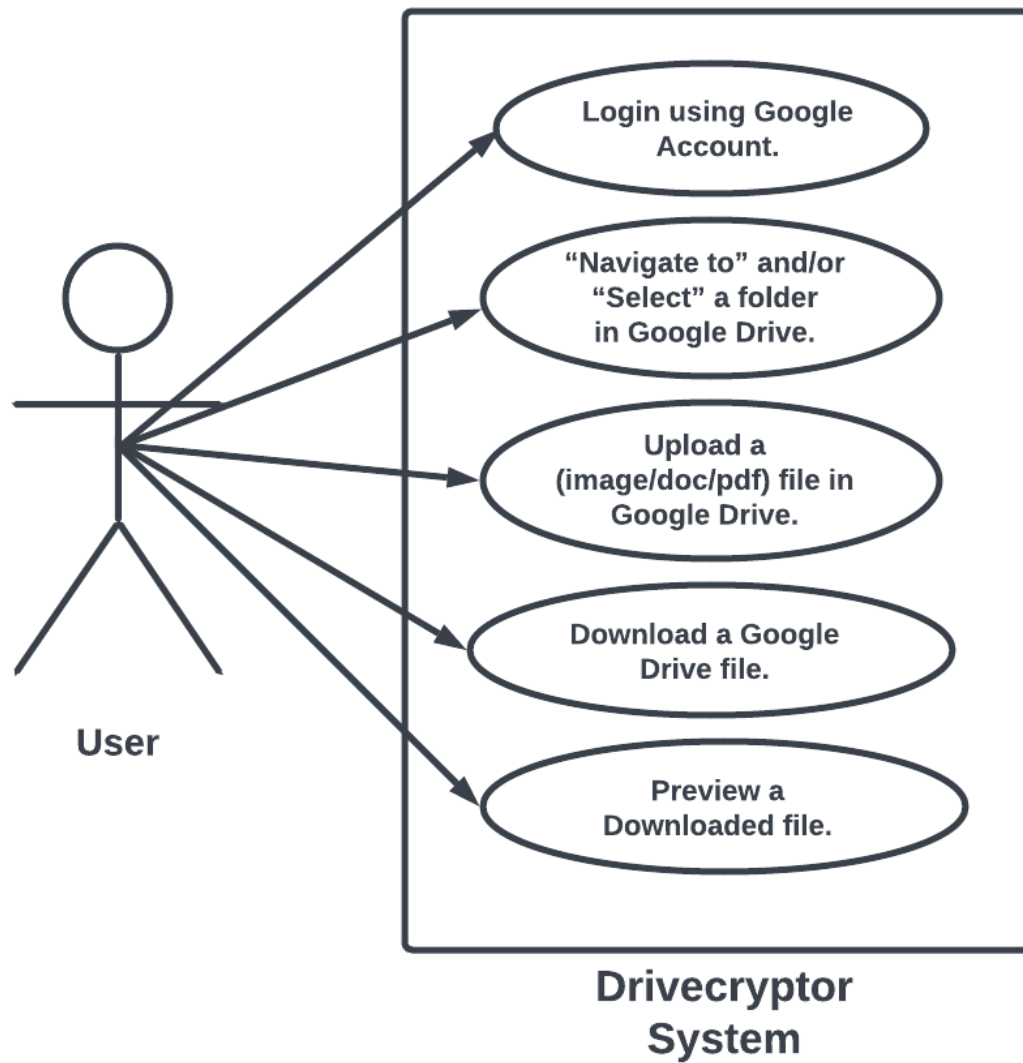 Login using Google
Account.
“Navigate to” and/or
“Select” a folder
in Google Drive.
Upload a
(image/doc/pdf) file in
Google Drive.
Download a Google
Drive file.
Preview a
Downloaded file.
User
Drivecryptor
System